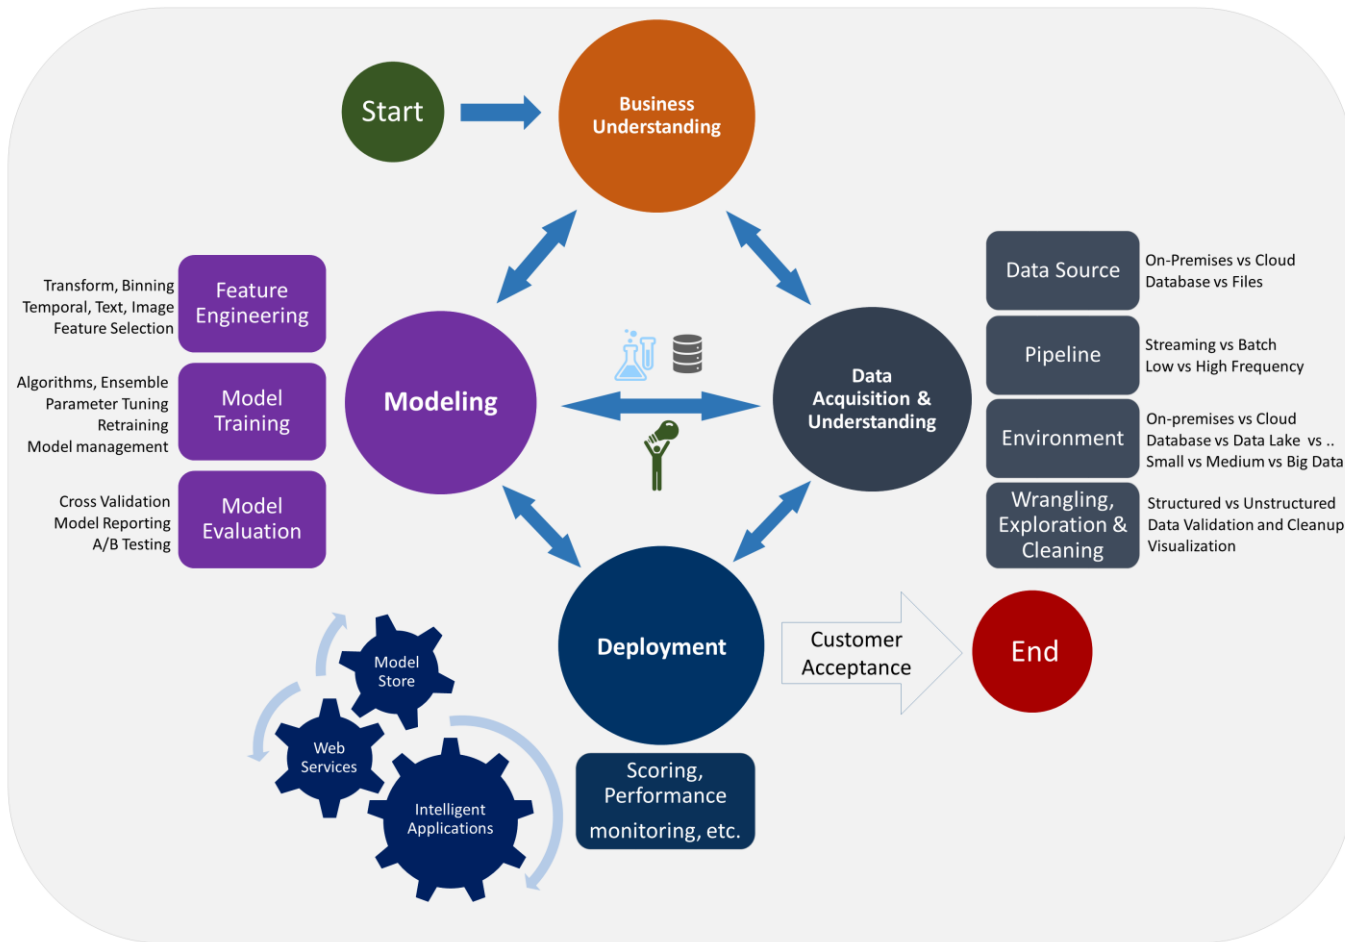 Start
Business
Understanding
Transform, Binning
Temporal, Text, Image
Feature Selection
Feature
Engineering
Algorithms, Ensemble
Parameter Tuning
Retraining
Model management
Model
Training
Cross Validation
Model Reporting
A/B Testing
Model
Evaluation
Modeling
Data
Acquisition &
Understanding
Data Source
On-Premises vs Cloud
Database vs Files
Pipeline
Streaming vs Batch
Low vs High Frequency
Environment
On-premises vs Cloud
Database vs Data Lake vs ..
Small vs Medium vs Big Data
Wrangling,
Exploration &
Cleaning
Structured vs Unstructured
Data Validation and Cleanup
Visualization
Deployment
Customer
Acceptance
End
Model
Store
Web
Services
Intelligent
Applications
Scoring,
Performance
monitoring, etc.